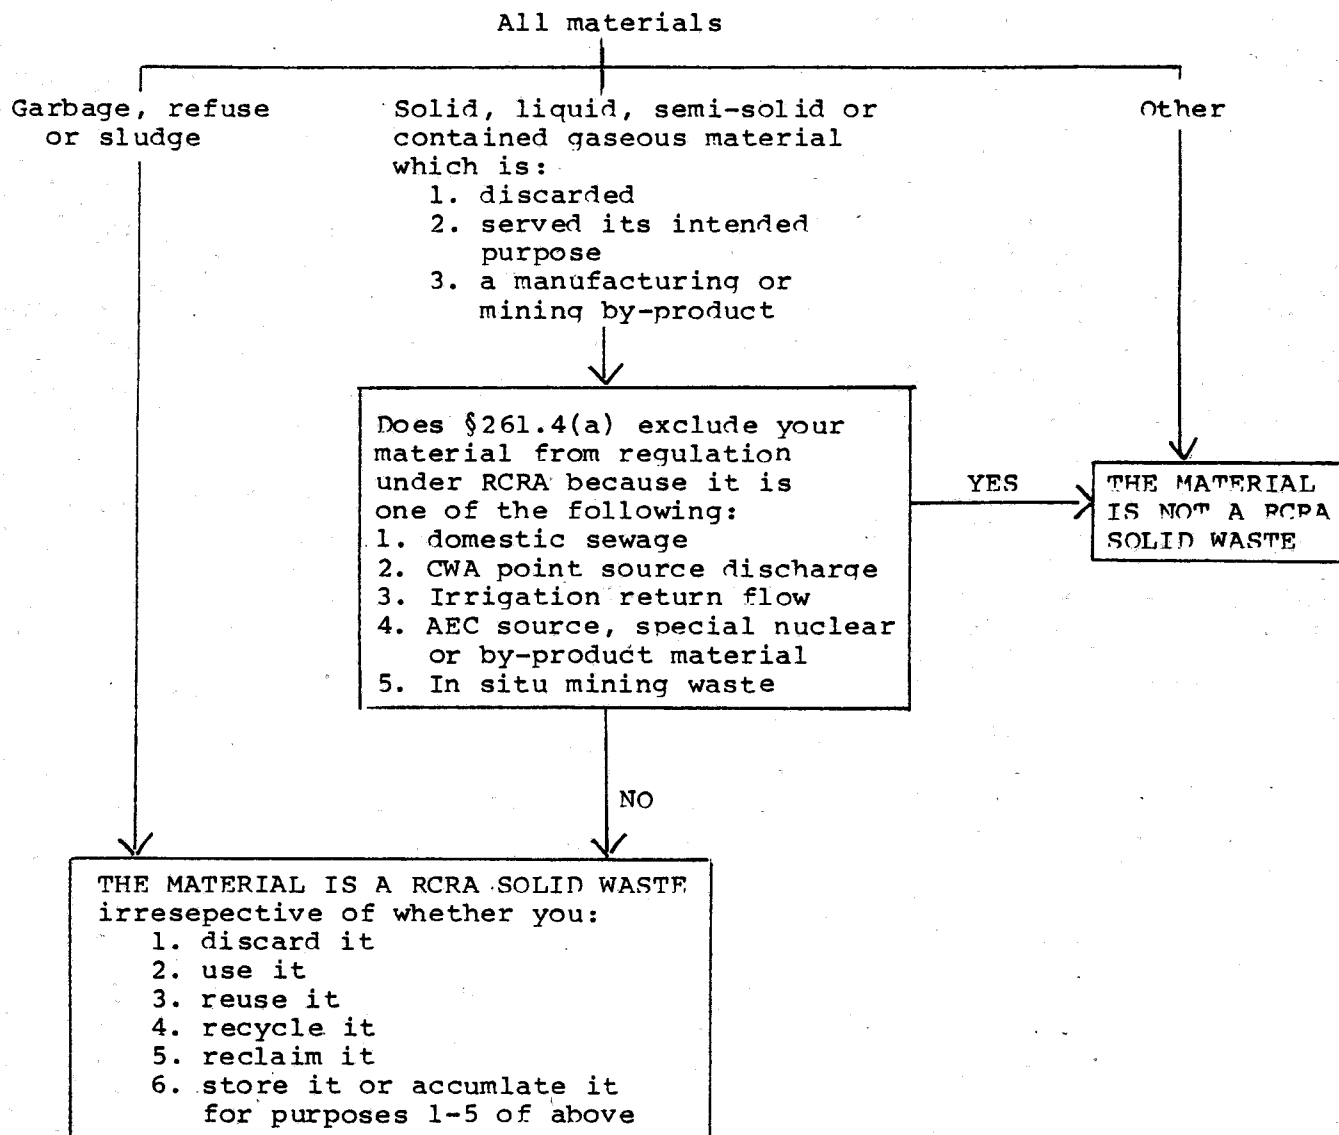 All materials
Garbage, refuse
or sludge
Solid, liquid, semi-solid or
contained gaseous material
which is:
1. discarded
2. served its intended
purpose
3. a manufacturing or
mining by-product
Other
Does §261.4(a) exclude your
material from regulation
under RCRA because it is
one of the following:
1. domestic sewage
2. CWA point source discharge
3. Irrigation return flow
4. AEC source, special nuclear
or by-product material
5. In situ mining waste
YES
THE MATERIAL
IS NOT A RCRA
SOLID WASTE
NO
THE MATERIAL IS A RCRA SOLID WASTE
irresepective of whether you:
1. discard it
2. use it
3. reuse it
4. recycle it
5. reclaim it
6. store it or accumlate it
for purposes 1-5 of above